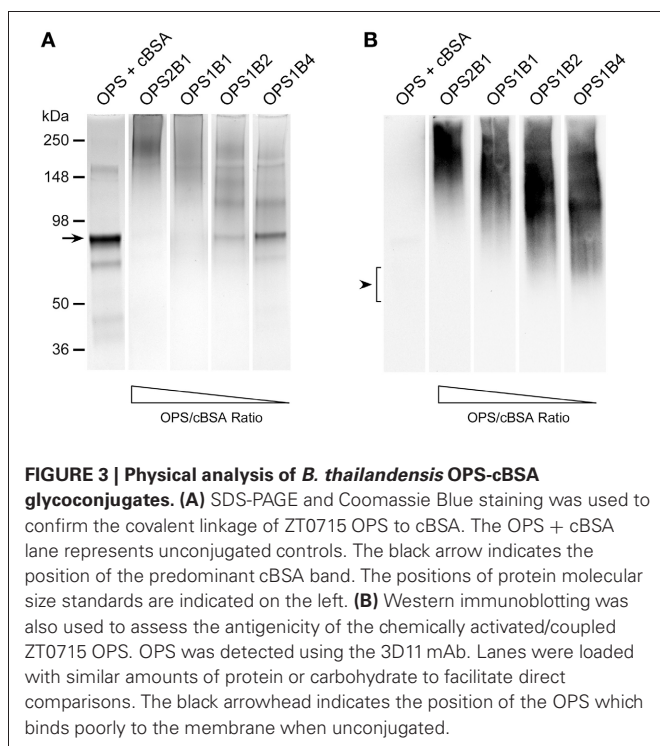 A
B
OPS + cBSA
OPS2B1
OPS1B1
OPS1B2
OPS1B4
OPS + cBSA
OPS2B1
OPS1B1
OPS1B2
OPS1B4
kDa
250
148
98
50
36
OPS/cBSA Ratio
OPS/cBSA Ratio
FIGURE 3 | Physical analysis of B. thailandensis OPS-cBSA
glycoconjugates. (A) SDS-PAGE and Coomassie Blue staining was used to
confirm the covalent linkage of ZT0715 OPS to cBSA. The OPS + cBSA
lane represents unconjugated controls. The black arrow indicates the
position of the predominant cBSA band. The positions of protein molecular
size standards are indicated on the left. (B) Western immunoblotting was
also used to assess the antigenicity of the chemically activated/coupled
ZT0715 OPS. OPS was detected using the 3D11 mAb. Lanes were loaded
with similar amounts of protein or carbohydrate to facilitate direct
comparisons. The black arrowhead indicates the position of the OPS which
binds poorly to the membrane when unconjugated.